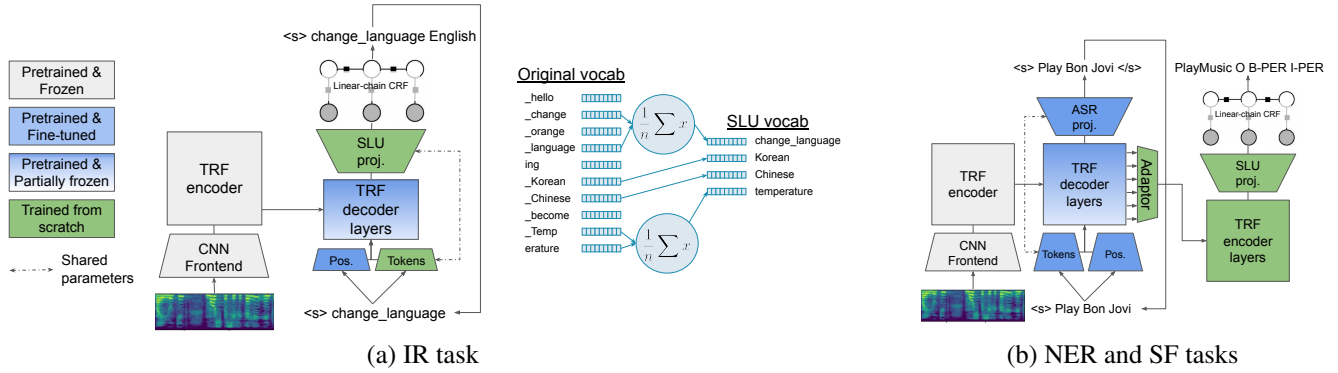 Pretrained &
Frozen
Pretrained &
Fine-tuned
Pretrained &
Partially frozen
Trained from
scratch
Shared
parameters
<s> change_language English
Linear-chain CRF
SLU
proj.
TRF
encoder
TRF
decoder
layers
CNN
Frontend
Pos.
Tokens
<s> change_language
Original vocab
_hello
_change
_orange
_language
ing
_Korean
_Chinese
_become
_Temp
erature
1/n ∑ x
1/n ∑ x
SLU vocab
change_language
Korean
Chinese
temperature
(a) IR task
<s> Play Bon Jovi </s>
PlayMusic O B-PER I-PER
Linear-chain CRF
ASR
proj.
TRF
encoder
TRF
decoder
layers
Adaptor
SLU
proj.
CNN
Frontend
Tokens
Pos.
TRF
encoder
layers
<s> Play Bon Jovi
(b) NER and SF tasks